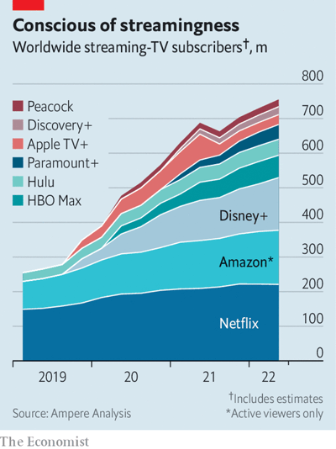 Conscious of streamingness
Worldwide streaming-TV subscribers†, m
800
Peacock
Discovery+
Apple TV+
Paramount+
Hulu
HBO Max
700
600
500
400
300
200
100
0
Disney+
Amazon*
Netflix
2019
20
21
22
†Includes estimates
Source: Ampere Analysis
*Active viewers only
The Economist